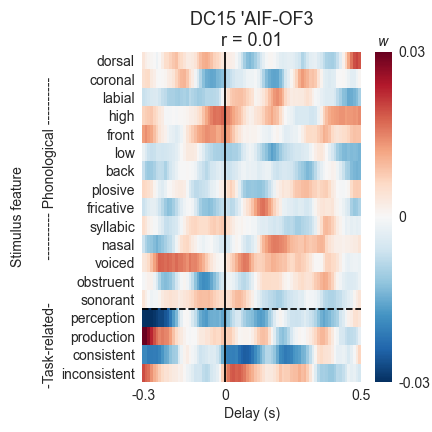 DC15 'AIF-OF3
r = 0.01
w
dorsal
coronal
labial
high
front
low
back
plosive
fricative
syllabic
nasal
voiced
obstruent
sonorant
perception
production
consistent
inconsistent
Stimulus feature
-Task-related- ---------- Phonological ----------
-0.3
0
0.5
Delay (s)
0.03
0
-0.03